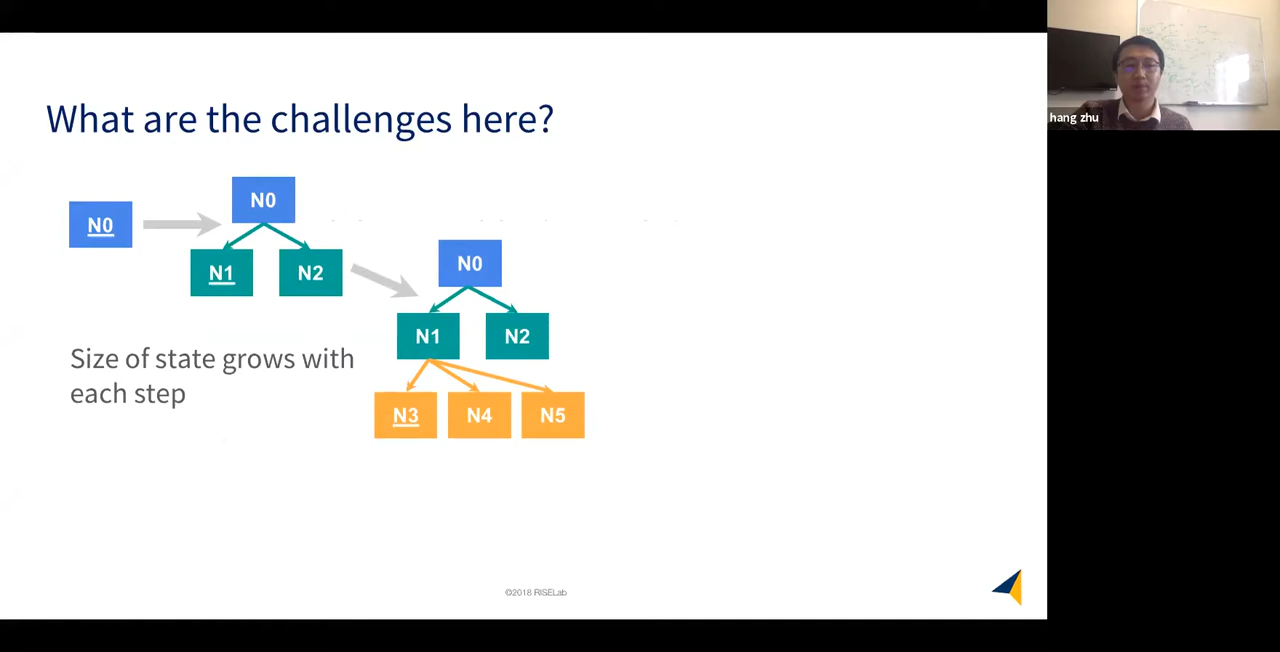 What are the challenges here?
N0
N0
N1
N2
N0
N1
N2
N3
N4
N5
Size of state grows with
each step
©2018 RISELab
hang zhu